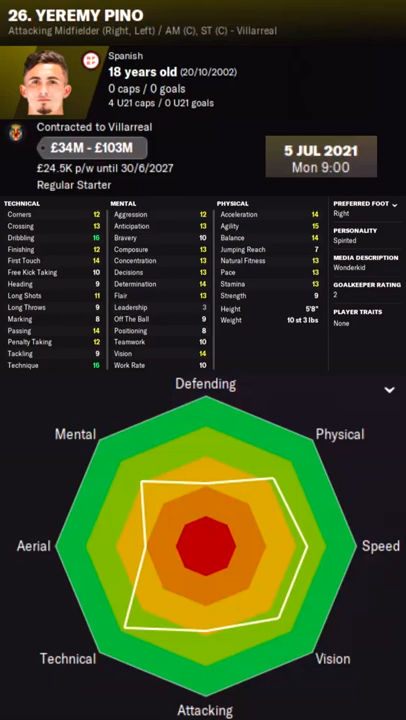 26. YEREMY PINO
Attacking Midfielder (Right, Left) / AM (C), ST (C) - Villarreal
Spanish
18 years old (20/10/2002)
0 caps / 0 goals
4 U21 caps / 0 U21 goals
Contracted to Villarreal
£34M - £103M
£24.5K p/w until 30/6/2027
Regular Starter
5 JUL 2021
Mon 9:00
TECHNICAL
Corners 12
Crossing 13
Dribbling 16
Finishing 12
First Touch 14
Free Kick Taking 10
Heading 9
Long Shots 11
Long Throws 9
Marking 8
Passing 14
Penalty Taking 12
Tackling 9
Technique 16
MENTAL
Aggression 12
Anticipation 13
Bravery 10
Composure 13
Concentration 13
Decisions 13
Determination 14
Flair 13
Leadership 3
Off The Ball 9
Positioning 8
Teamwork 10
Vision 14
Work Rate 10
PHYSICAL
Acceleration 14
Agility 15
Balance 14
Jumping Reach 7
Natural Fitness 13
Pace 13
Stamina 13
Strength 9
Height 5'8"
Weight 10 st 3 lbs
PREFERRED FOOT
Right
PERSONALITY
Spirited
MEDIA DESCRIPTION
Wonderkid
GOALKEEPER RATING
2
PLAYER TRAITS
None
Defending
Mental
Physical
Aerial
Speed
Technical
Vision
Attacking